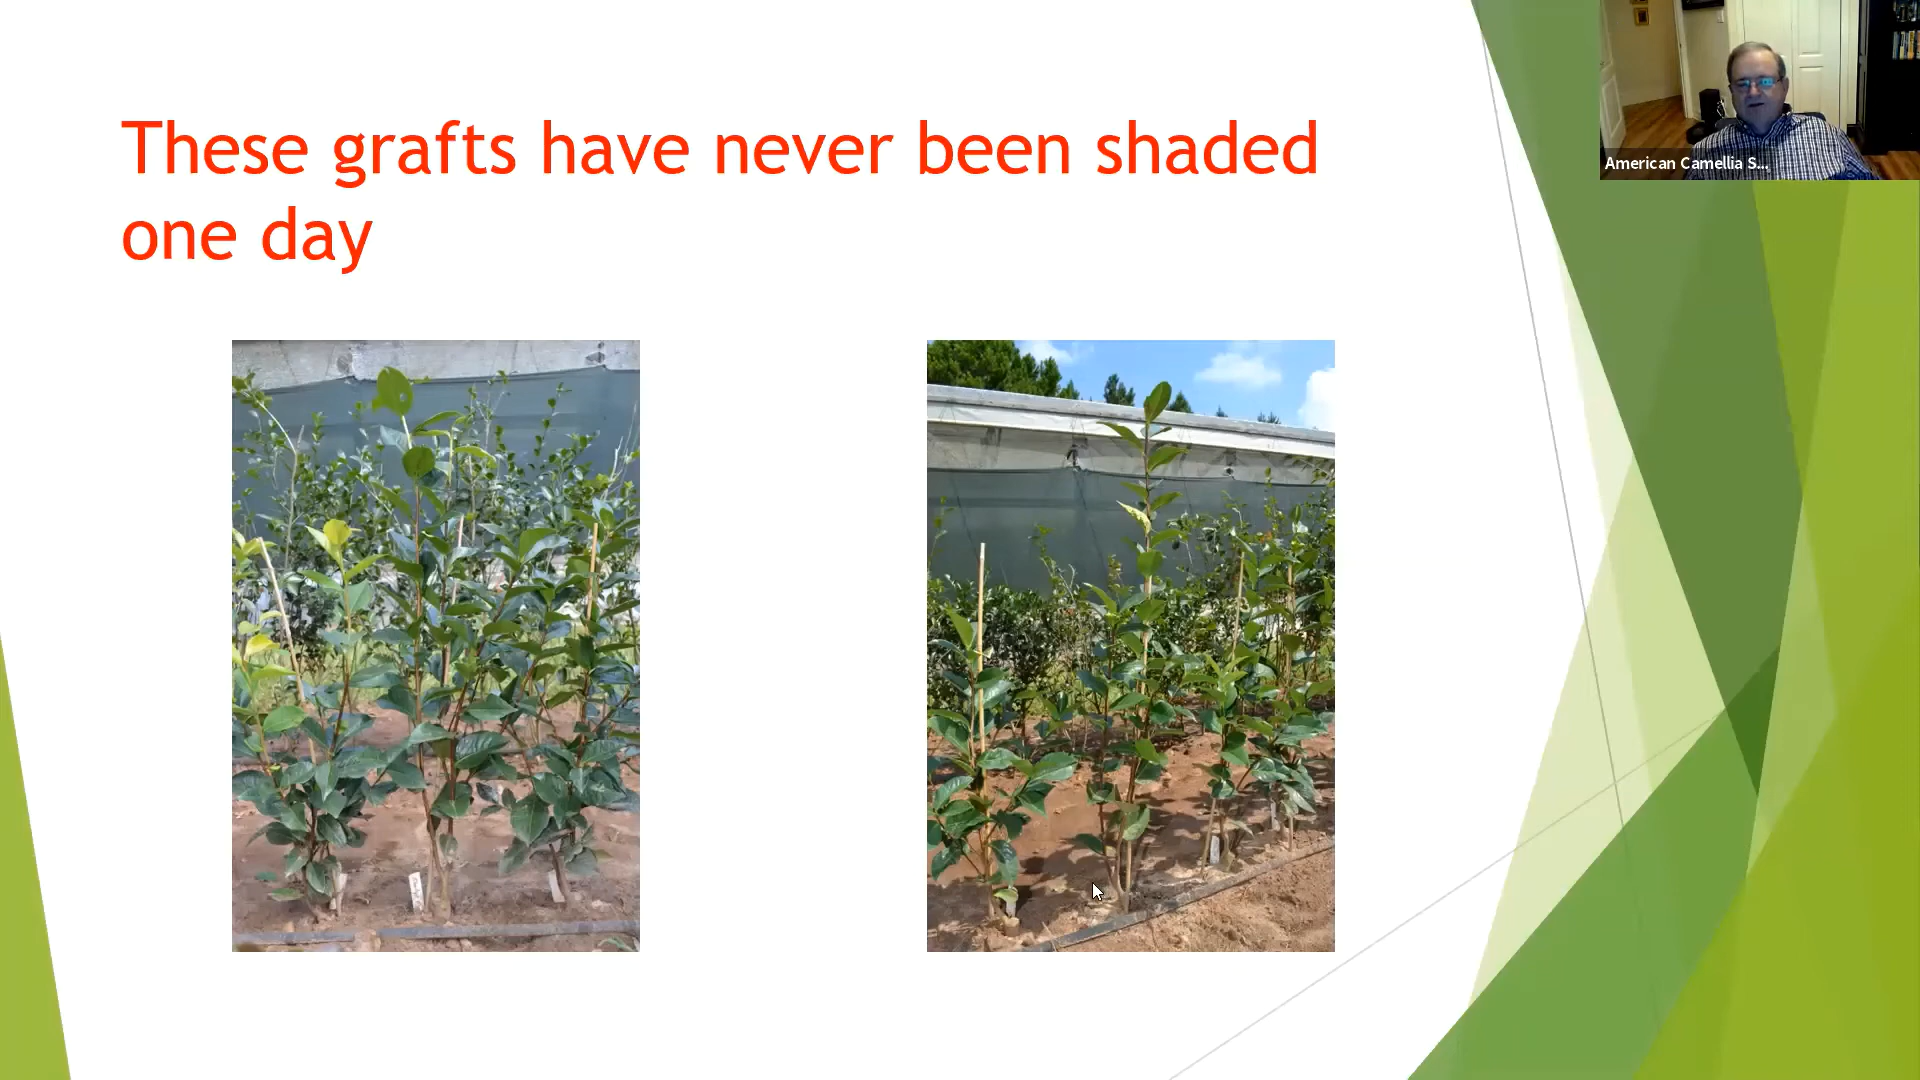 American Camellia S...
These grafts have never been shaded
one day